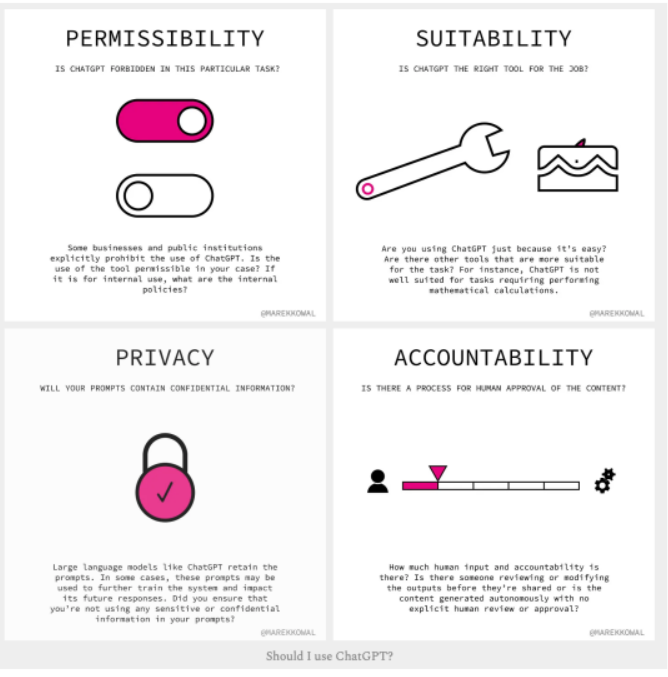 PERMISSIBILITY
IS CHATGPT FORBIDDEN IN THIS PARTICULAR TASK?
Some businesses and public institutions
explicitly prohibit the use of ChatGPT. Is the
use of the tool permissible in your case? If
it is for internal use, what are the internal
policies?
@MAREKKOWAL
SUITABILITY
IS CHATGPT THE RIGHT TOOL FOR THE JOB?
Are you using ChatGPT just because it's easy?
Are there other tools that are more suitable
for the task? For instance, ChatGPT is not
well suited for tasks requiring performing
mathematical calculations.
@MAREKKOWAL
PRIVACY
WILL YOUR PROMPTS CONTAIN CONFIDENTIAL INFORMATION?
Large language models like ChatGPT retain the
prompts. In some cases, these prompts may be
used to further train the system and impact
its future responses. Did you ensure that
you're not using any sensitive or confidential
information in your prompts?
@MAREKKOWAL
ACCOUNTABILITY
IS THERE A PROCESS FOR HUMAN APPROVAL OF THE CONTENT?
How much human input and accountability is
there? Is there someone reviewing or modifying
the outputs before they're shared or is the
content generated autonomously with no
explicit human review or approval?
@MAREKKOWAL
Should I use ChatGPT?